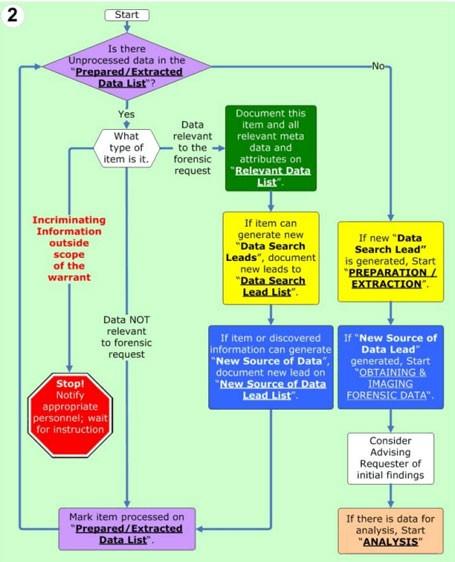 2
Start
Is there
Unprocessed data in the
"Prepared/Extracted
Data List"?
No
Yes
What
type of
item is it.
Data
relevant
to the
forensic
request
Document this
item and all
relevant meta
data and
attributes on
"Relevant Data
List".
Incriminating
Information
outside
scope
of the
warrant
If item can
generate new
"Data Search
Leads", document
new leads to
"Data Search
Lead List".
If new "Data
Search Lead"
is generated, Start
"PREPARATION /
EXTRACTION".
Data NOT
relevant
to forensic
request
If item or discovered
information can generate
"New Source of Data",
document new lead on
"New Source of Data
Lead List".
If "New Source of
Data Lead"
generated, Start
"OBTAINING &
IMAGING
FORENSIC DATA".
Stop!
Notify
appropriate
personnel; wait
for instruction
Consider
Advising
Requester of
initial findings
Mark item processed on
"Prepared/Extracted
Data List".
If there is data for
analysis, Start
"ANALYSIS"